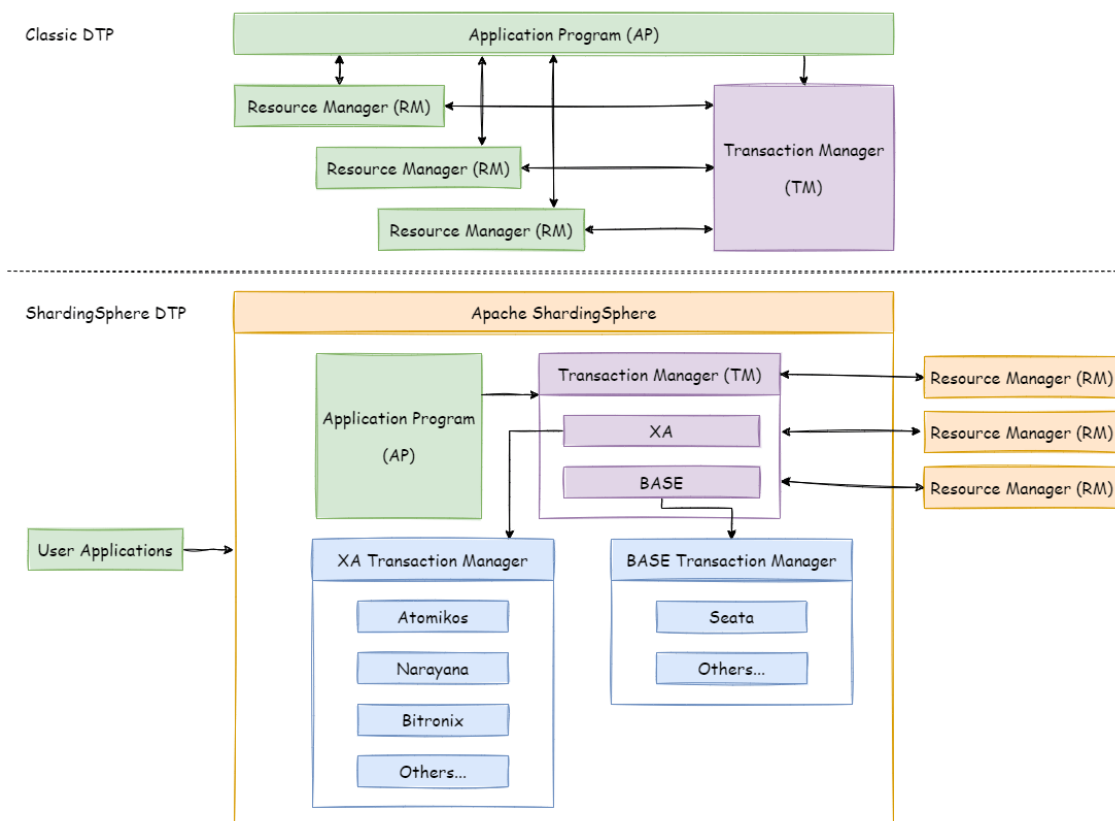 Classic DTP
Application Program (AP)
Resource Manager (RM)
Resource Manager (RM)
Resource Manager (RM)
Transaction Manager
(TM)
ShardingSphere DTP
Apache ShardingSphere
Application Program
(AP)
Transaction Manager (TM)
XA
BASE
Resource Manager (RM)
Resource Manager (RM)
Resource Manager (RM)
User Applications
XA Transaction Manager
Atomikos
Narayana
Bitronix
Others...
BASE Transaction Manager
Seata
Others...